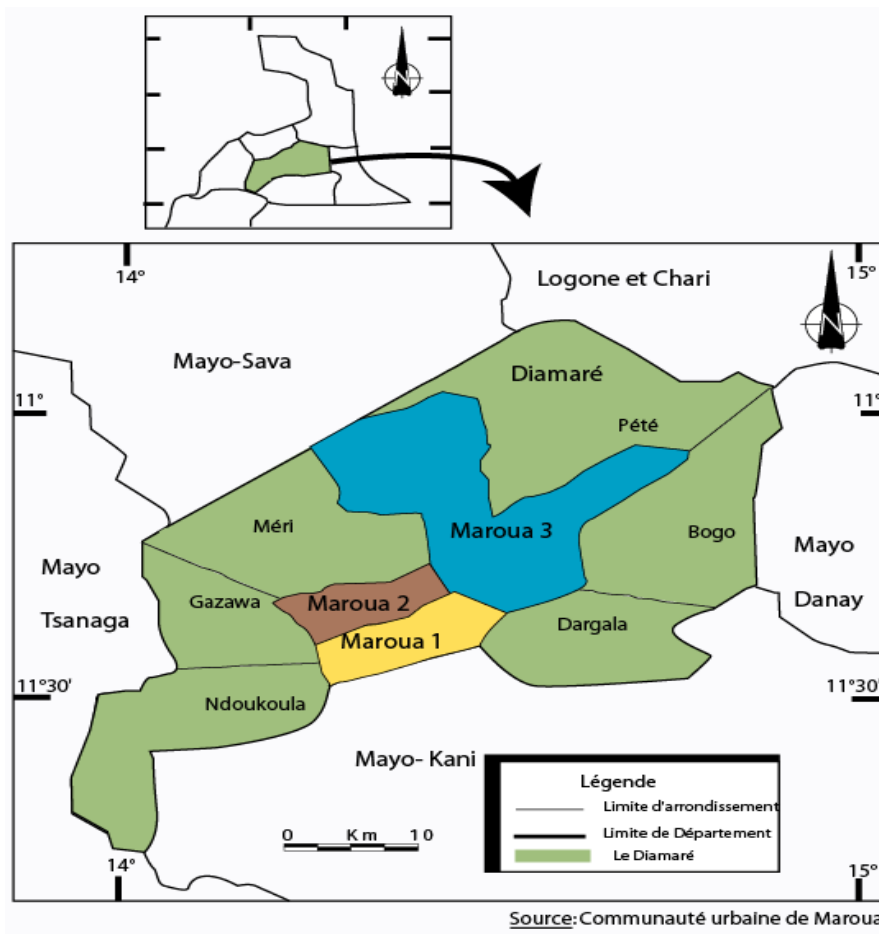 N
14°
15°
Logone et Chari
N
Mayo-Sava
Diamaré
11°
11°
Pété
Méri
Maroua 3
Bogo
Mayo
Mayo
Gazawa
Maroua 2
Danay
Tsanaga
Dargala
Maroua 1
11°30'
11°30'
Ndoukoula
Mayo- Kani
Légende
Limite d'arrondissement
Limite de Département
Le Diamaré
0 Km 10
14°
15°
Source: Communauté urbaine de Maroua